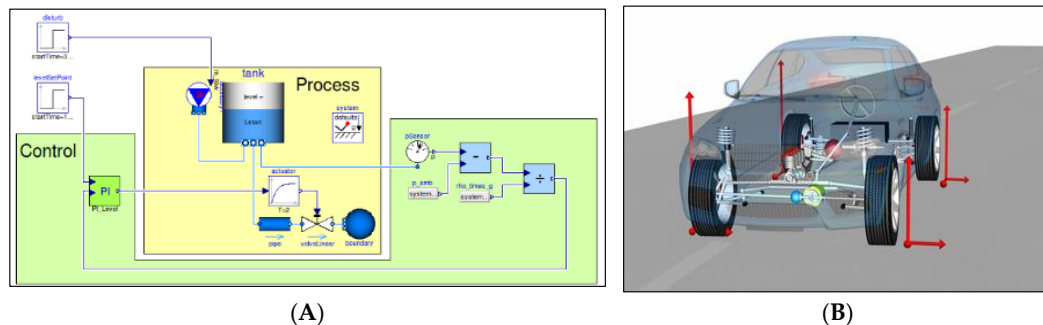 disturb
startTime=3...
levelSetPoint
startTime=1...
Control
PI
PI_Level
Process
tank
level =
Lstart
system
defaults
g
actuator
T=2
pipe
valveLinear
boundary
pSensor
p
p_amb
system...
rho_times_g
system...
-
÷
(A)
(B)